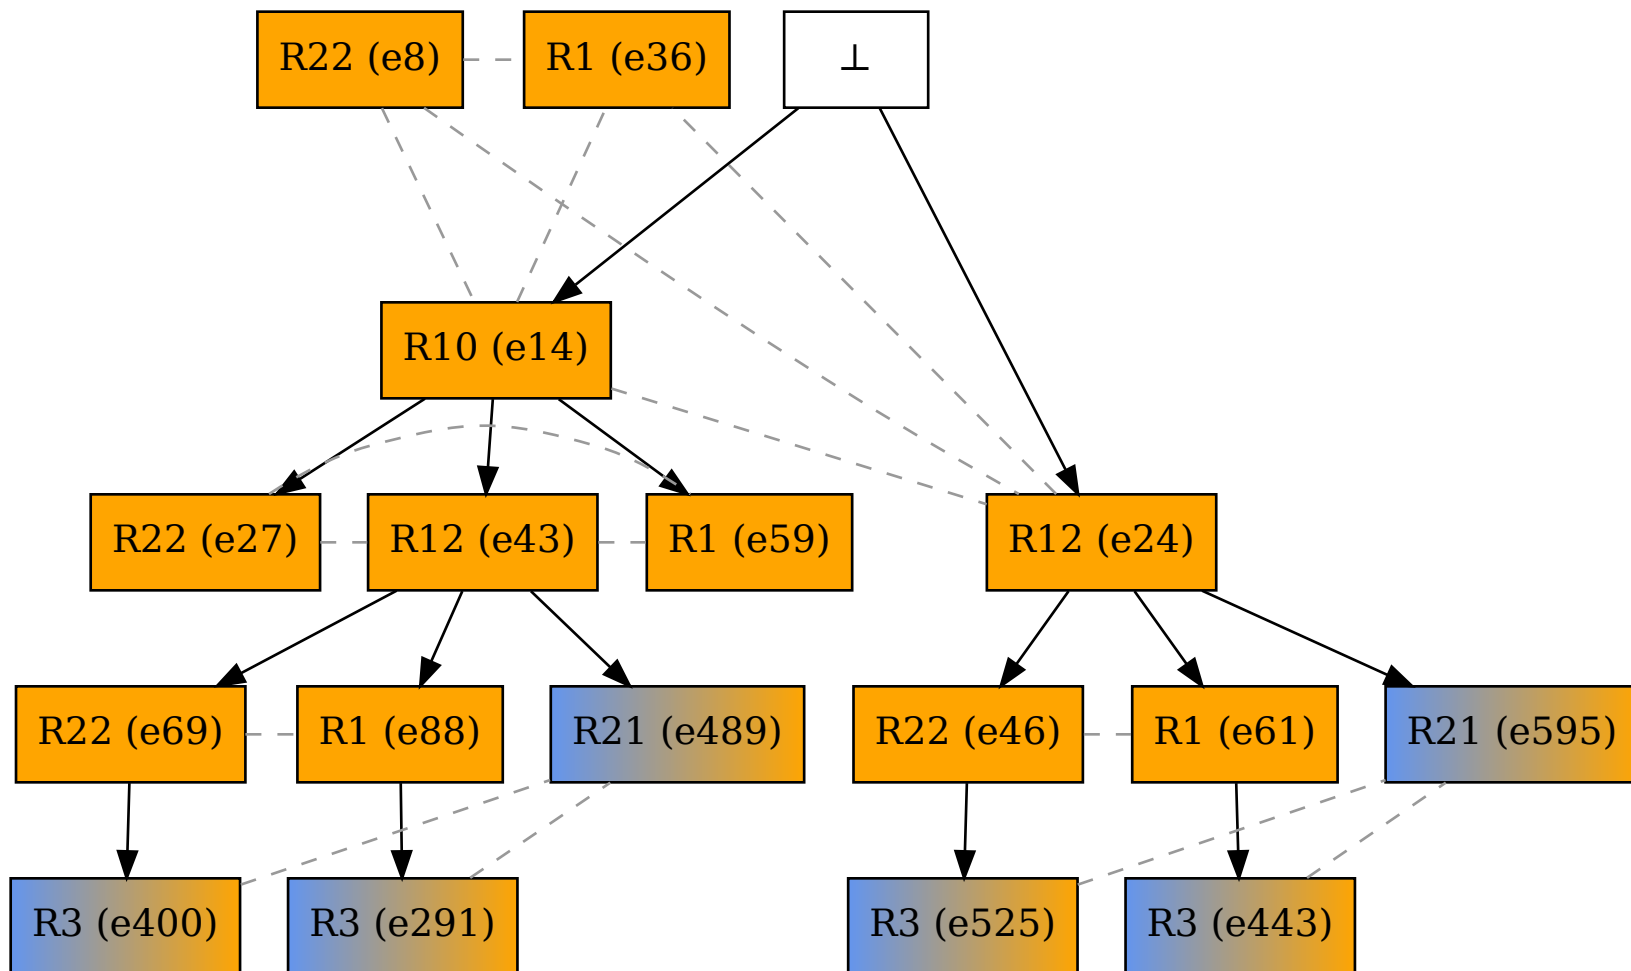 R22 (e8)
R1 (e36)
⊥
R10 (e14)
R22 (e27)
R12 (e43)
R1 (e59)
R12 (e24)
R22 (e69)
R1 (e88)
R21 (e489)
R22 (e46)
R1 (e61)
R21 (e595)
R3 (e400)
R3 (e291)
R3 (e525)
R3 (e443)